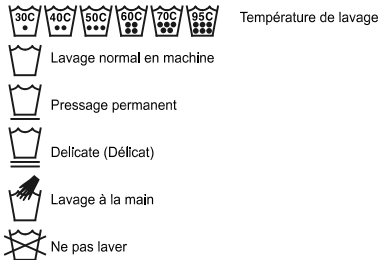 30C 40C 50C 60C 70C 95C Température de lavage
Lavage normal en machine
Pressage permanent
Delicate (Délicat)
Lavage à la main
Ne pas laver